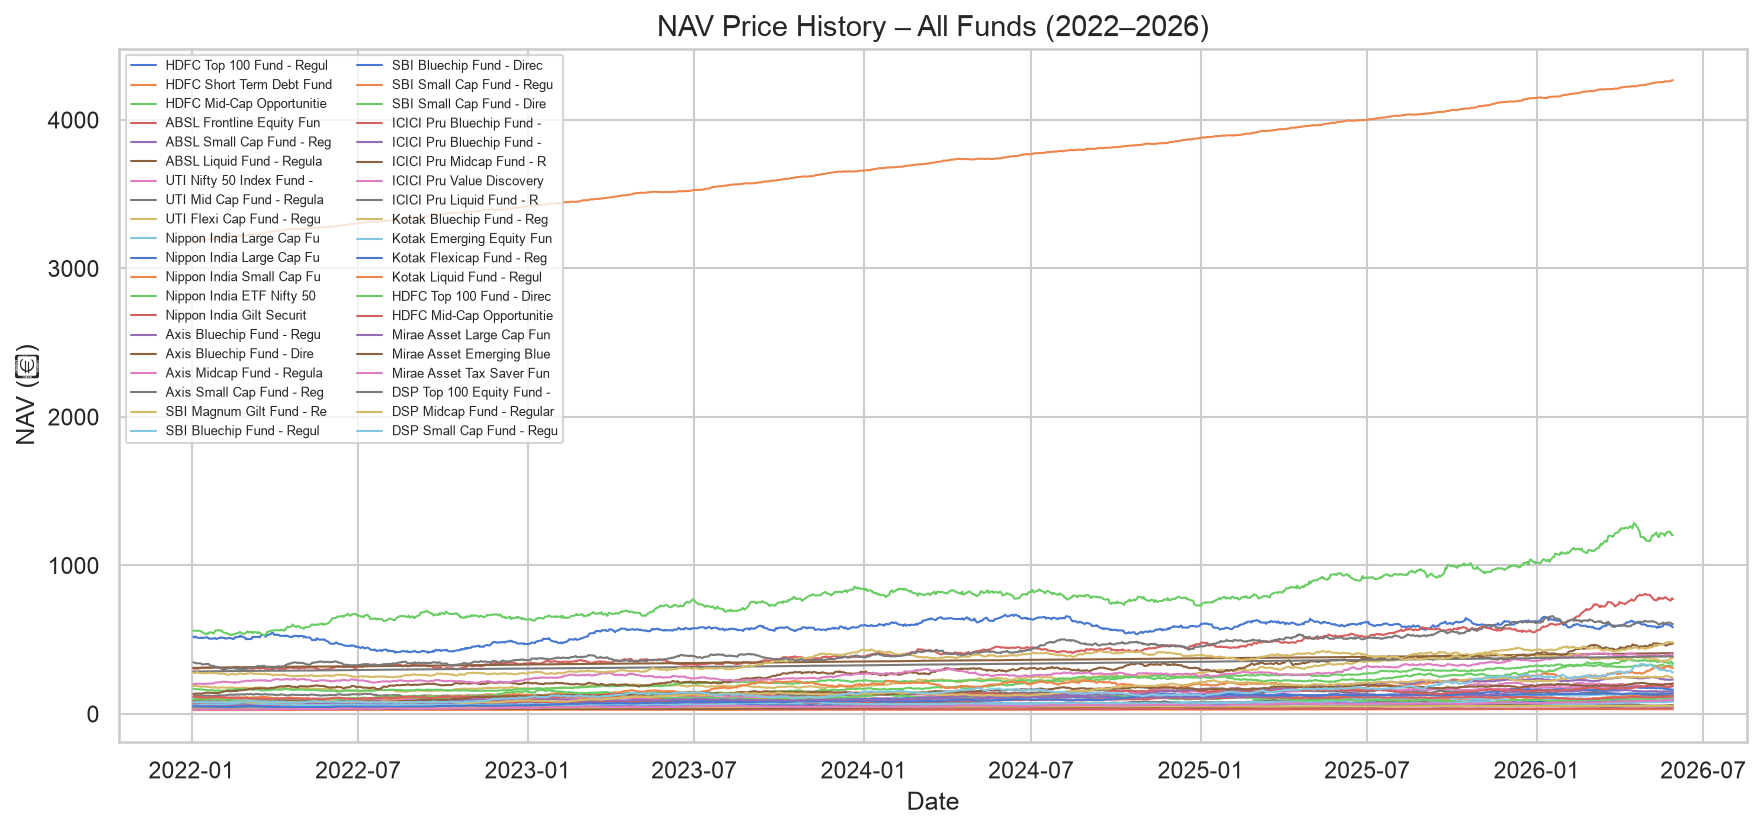 NAV Price History – All Funds (2022–2026)
HDFC Top 100 Fund - Regul
HDFC Short Term Debt Fund
HDFC Mid-Cap Opportunitie
ABSL Frontline Equity Fun
ABSL Small Cap Fund - Reg
ABSL Liquid Fund - Regula
UTI Nifty 50 Index Fund -
UTI Mid Cap Fund - Regula
UTI Flexi Cap Fund - Regu
Nippon India Large Cap Fu
Nippon India Large Cap Fu
Nippon India Small Cap Fu
Nippon India ETF Nifty 50
Nippon India Gilt Securit
Axis Bluechip Fund - Regu
Axis Bluechip Fund - Dire
Axis Midcap Fund - Regula
Axis Small Cap Fund - Reg
SBI Magnum Gilt Fund - Re
SBI Bluechip Fund - Regul
SBI Bluechip Fund - Direc
SBI Small Cap Fund - Regu
SBI Small Cap Fund - Dire
ICICI Pru Bluechip Fund -
ICICI Pru Bluechip Fund -
ICICI Pru Midcap Fund - R
ICICI Pru Value Discovery
ICICI Pru Liquid Fund - R
Kotak Bluechip Fund - Reg
Kotak Emerging Equity Fun
Kotak Flexicap Fund - Reg
Kotak Liquid Fund - Regul
HDFC Top 100 Fund - Direc
HDFC Mid-Cap Opportunitie
Mirae Asset Large Cap Fun
Mirae Asset Emerging Blue
Mirae Asset Tax Saver Fun
DSP Top 100 Equity Fund -
DSP Midcap Fund - Regular
DSP Small Cap Fund - Regu
4000
3000
2000
1000
0
NAV ()
2022-01 2022-07 2023-01 2023-07 2024-01 2024-07 2025-01 2025-07 2026-01 2026-07
Date